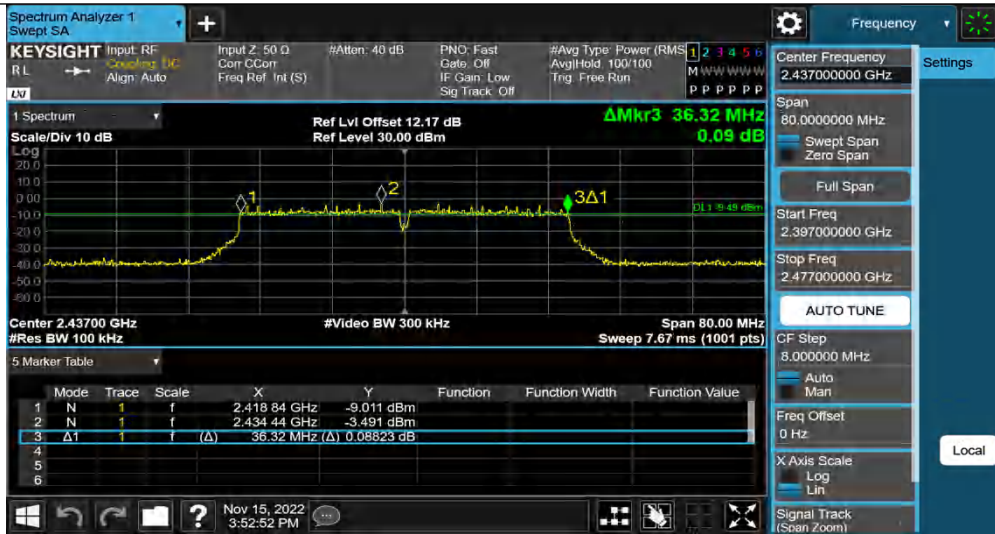 Spectrum Analyzer 1
Swept SA
+
Frequency
KEYSIGHT
RL
LXI
Input: RF
Coupling: DC
Align: Auto
Input Z: 50 Ω
Corr CCorr
Freq Ref: Int (S)
#Atten: 40 dB
PNO: Fast
Gate: Off
IF Gain: Low
Sig Track: Off
#Avg Type: Power (RMS
Avg|Hold: 100/100
Trig: Free Run
1 2 3 4 5 6
M W W W W W
P P P P P P
1 Spectrum
Scale/Div 10 dB
Ref Lvl Offset 12.17 dB
Ref Level 30.00 dBm
ΔMkr3 36.32 MHz
0.09 dB
Log
20.0
10.0
0.00
-10.0
-20.0
-30.0
-40.0
-50.0
-60.0
1
2
3Δ1
DL1 -9.49 dBm
Center 2.43700 GHz
#Video BW 300 kHz
Span 80.00 MHz
#Res BW 100 kHz
Sweep 7.67 ms (1001 pts)
5 Marker Table
Mode Trace Scale X Y Function Function Width Function Value
1 N 1 f 2.418 84 GHz -9.011 dBm
2 N 1 f 2.434 44 GHz -3.491 dBm
3 Δ1 1 f (Δ) 36.32 MHz (Δ) 0.08823 dB
4
5
6
?
Nov 15, 2022
3:52:52 PM
Center Frequency
2.437000000 GHz
Settings
Span
80.0000000 MHz
Swept Span
Zero Span
Full Span
Start Freq
2.397000000 GHz
Stop Freq
2.477000000 GHz
AUTO TUNE
CF Step
8.000000 MHz
Auto
Man
Freq Offset
0 Hz
Local
X Axis Scale
Log
Lin
Signal Track
(Span Zoom)